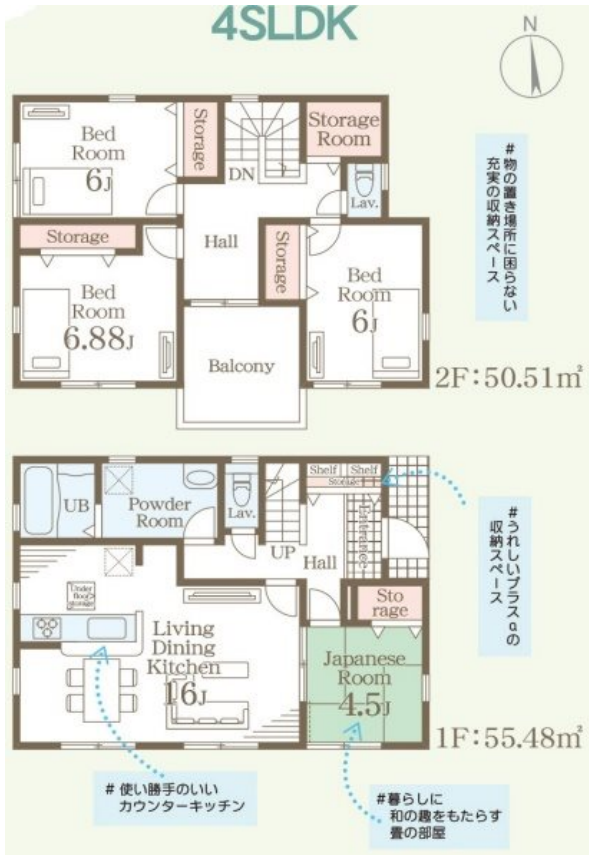 4SLDK
N
Bed
Room
6J
Storage
DN
Storage
Room
Lav.
Hall
Storage
Bed
Room
6.88J
Storage
Bed
Room
6J
Balcony
#物の置き場所に困らない
充実の収納スペース
2F:50.51㎡
UB
Powder
Room
Lav.
UP
Shelf Shelf
Storage
Entrance
Hall
Under
floor
storage
Living
Dining
Kitchen
16J
Sto
rage
Japanese
Room
4.5J
#うれしいプラスαの
収納スペース
1F:55.48㎡
#使い勝手のいい
カウンターキッチン
#暮らしに
和の趣をもたらす
畳の部屋